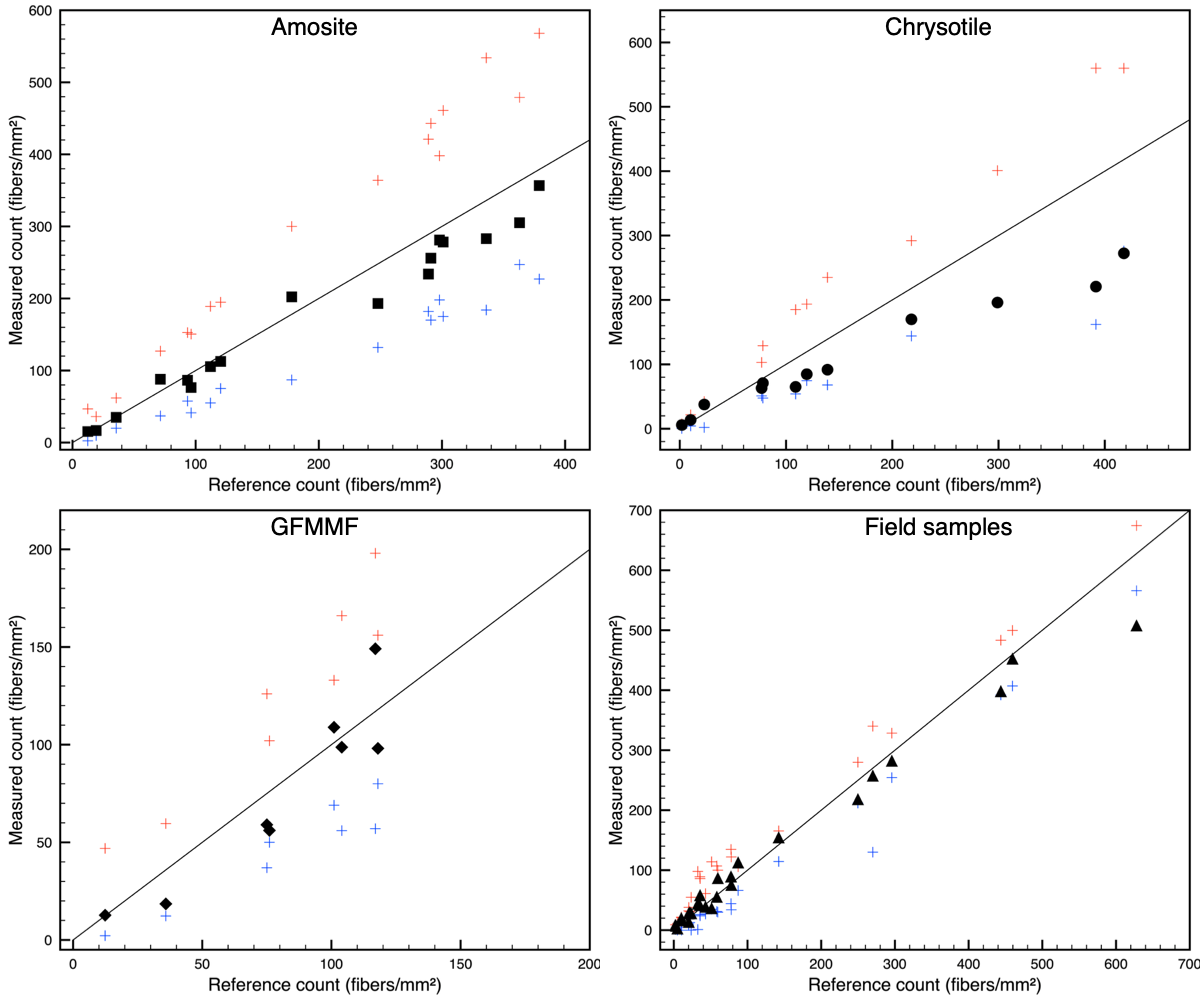 Amosite
Measured count (fibers/mm²)
600
500
400
300
200
100
0
0 100 200 300 400
Reference count (fibers/mm²)
Chrysotile
Measured count (fibers/mm²)
600
500
400
300
200
100
0
0 100 200 300 400
Reference count (fibers/mm²)
GFMMF
Measured count (fibers/mm²)
200
150
100
50
0
0 50 100 150 200
Reference count (fibers/mm²)
Field samples
Measured count (fibers/mm²)
700
600
500
400
300
200
100
0
0 100 200 300 400 500 600 700
Reference count (fibers/mm²)